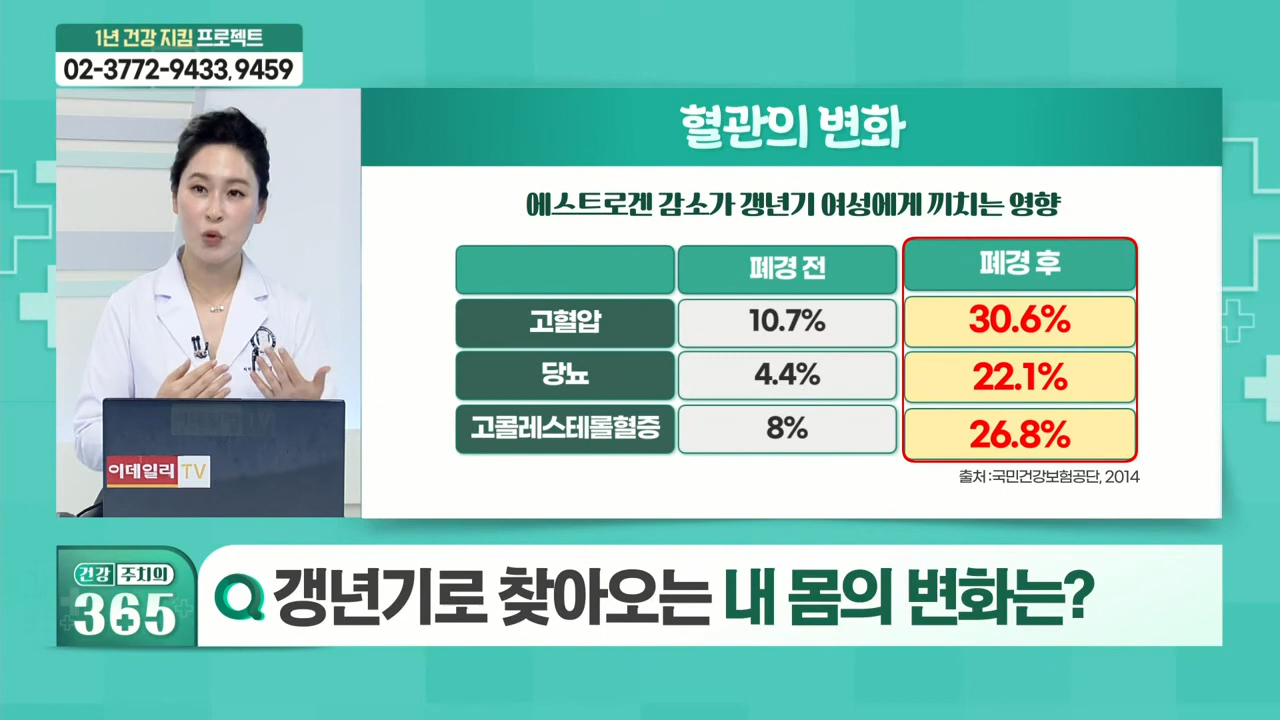 1년 건강 지킴 프로젝트
02-3772-9433, 9459
혈관의 변화
에스트로겐 감소가 갱년기 여성에게 끼치는 영향
폐경 전 폐경 후
고혈압 10.7% 30.6%
당뇨 4.4% 22.1%
고콜레스테롤혈증 8% 26.8%
출처 : 국민건강보험공단, 2014
이데일리 TV
건강 주치의
365
Q 갱년기로 찾아오는 내 몸의 변화는?